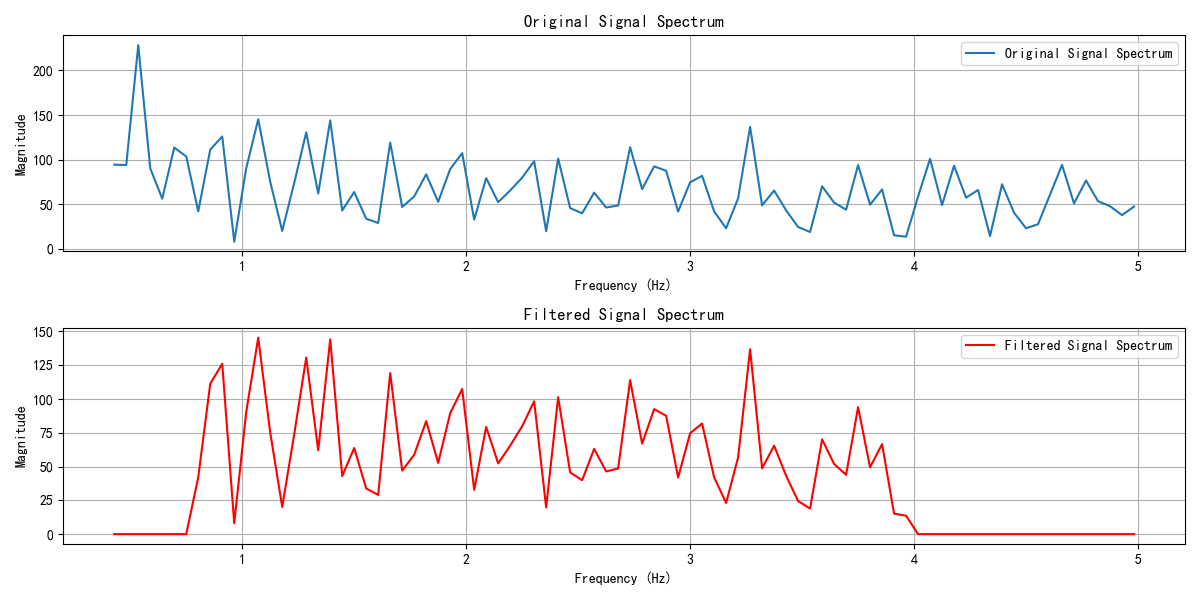 Original Signal Spectrum
Original Signal Spectrum
Magnitude
200
150
100
50
0
1 2 3 4 5
Frequency (Hz)
Filtered Signal Spectrum
Filtered Signal Spectrum
Magnitude
150
125
100
75
50
25
0
1 2 3 4 5
Frequency (Hz)